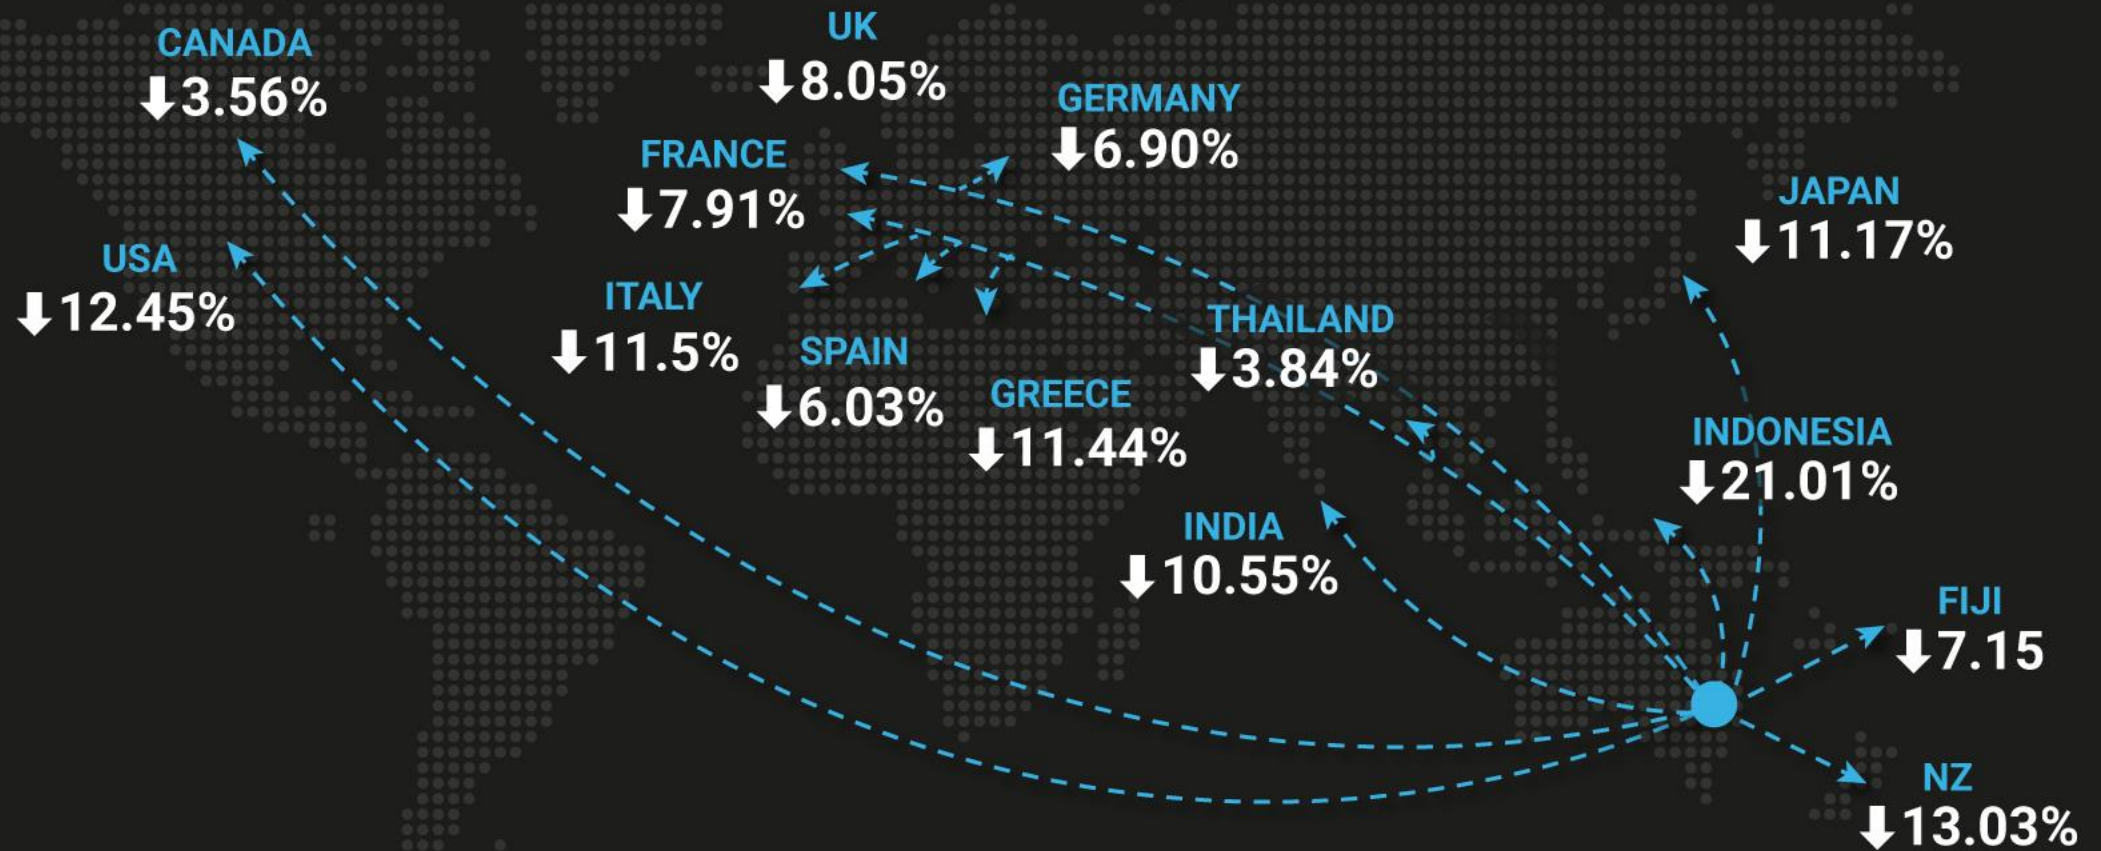 CANADA
⬇3.56%
UK
⬇8.05%
GERMANY
⬇6.90%
FRANCE
⬇7.91%
JAPAN
⬇11.17%
USA
⬇12.45%
ITALY
⬇11.5%
SPAIN
⬇6.03%
GREECE
⬇11.44%
THAILAND
⬇3.84%
INDONESIA
⬇21.01%
INDIA
⬇10.55%
FIJI
⬇7.15
NZ
⬇13.03%